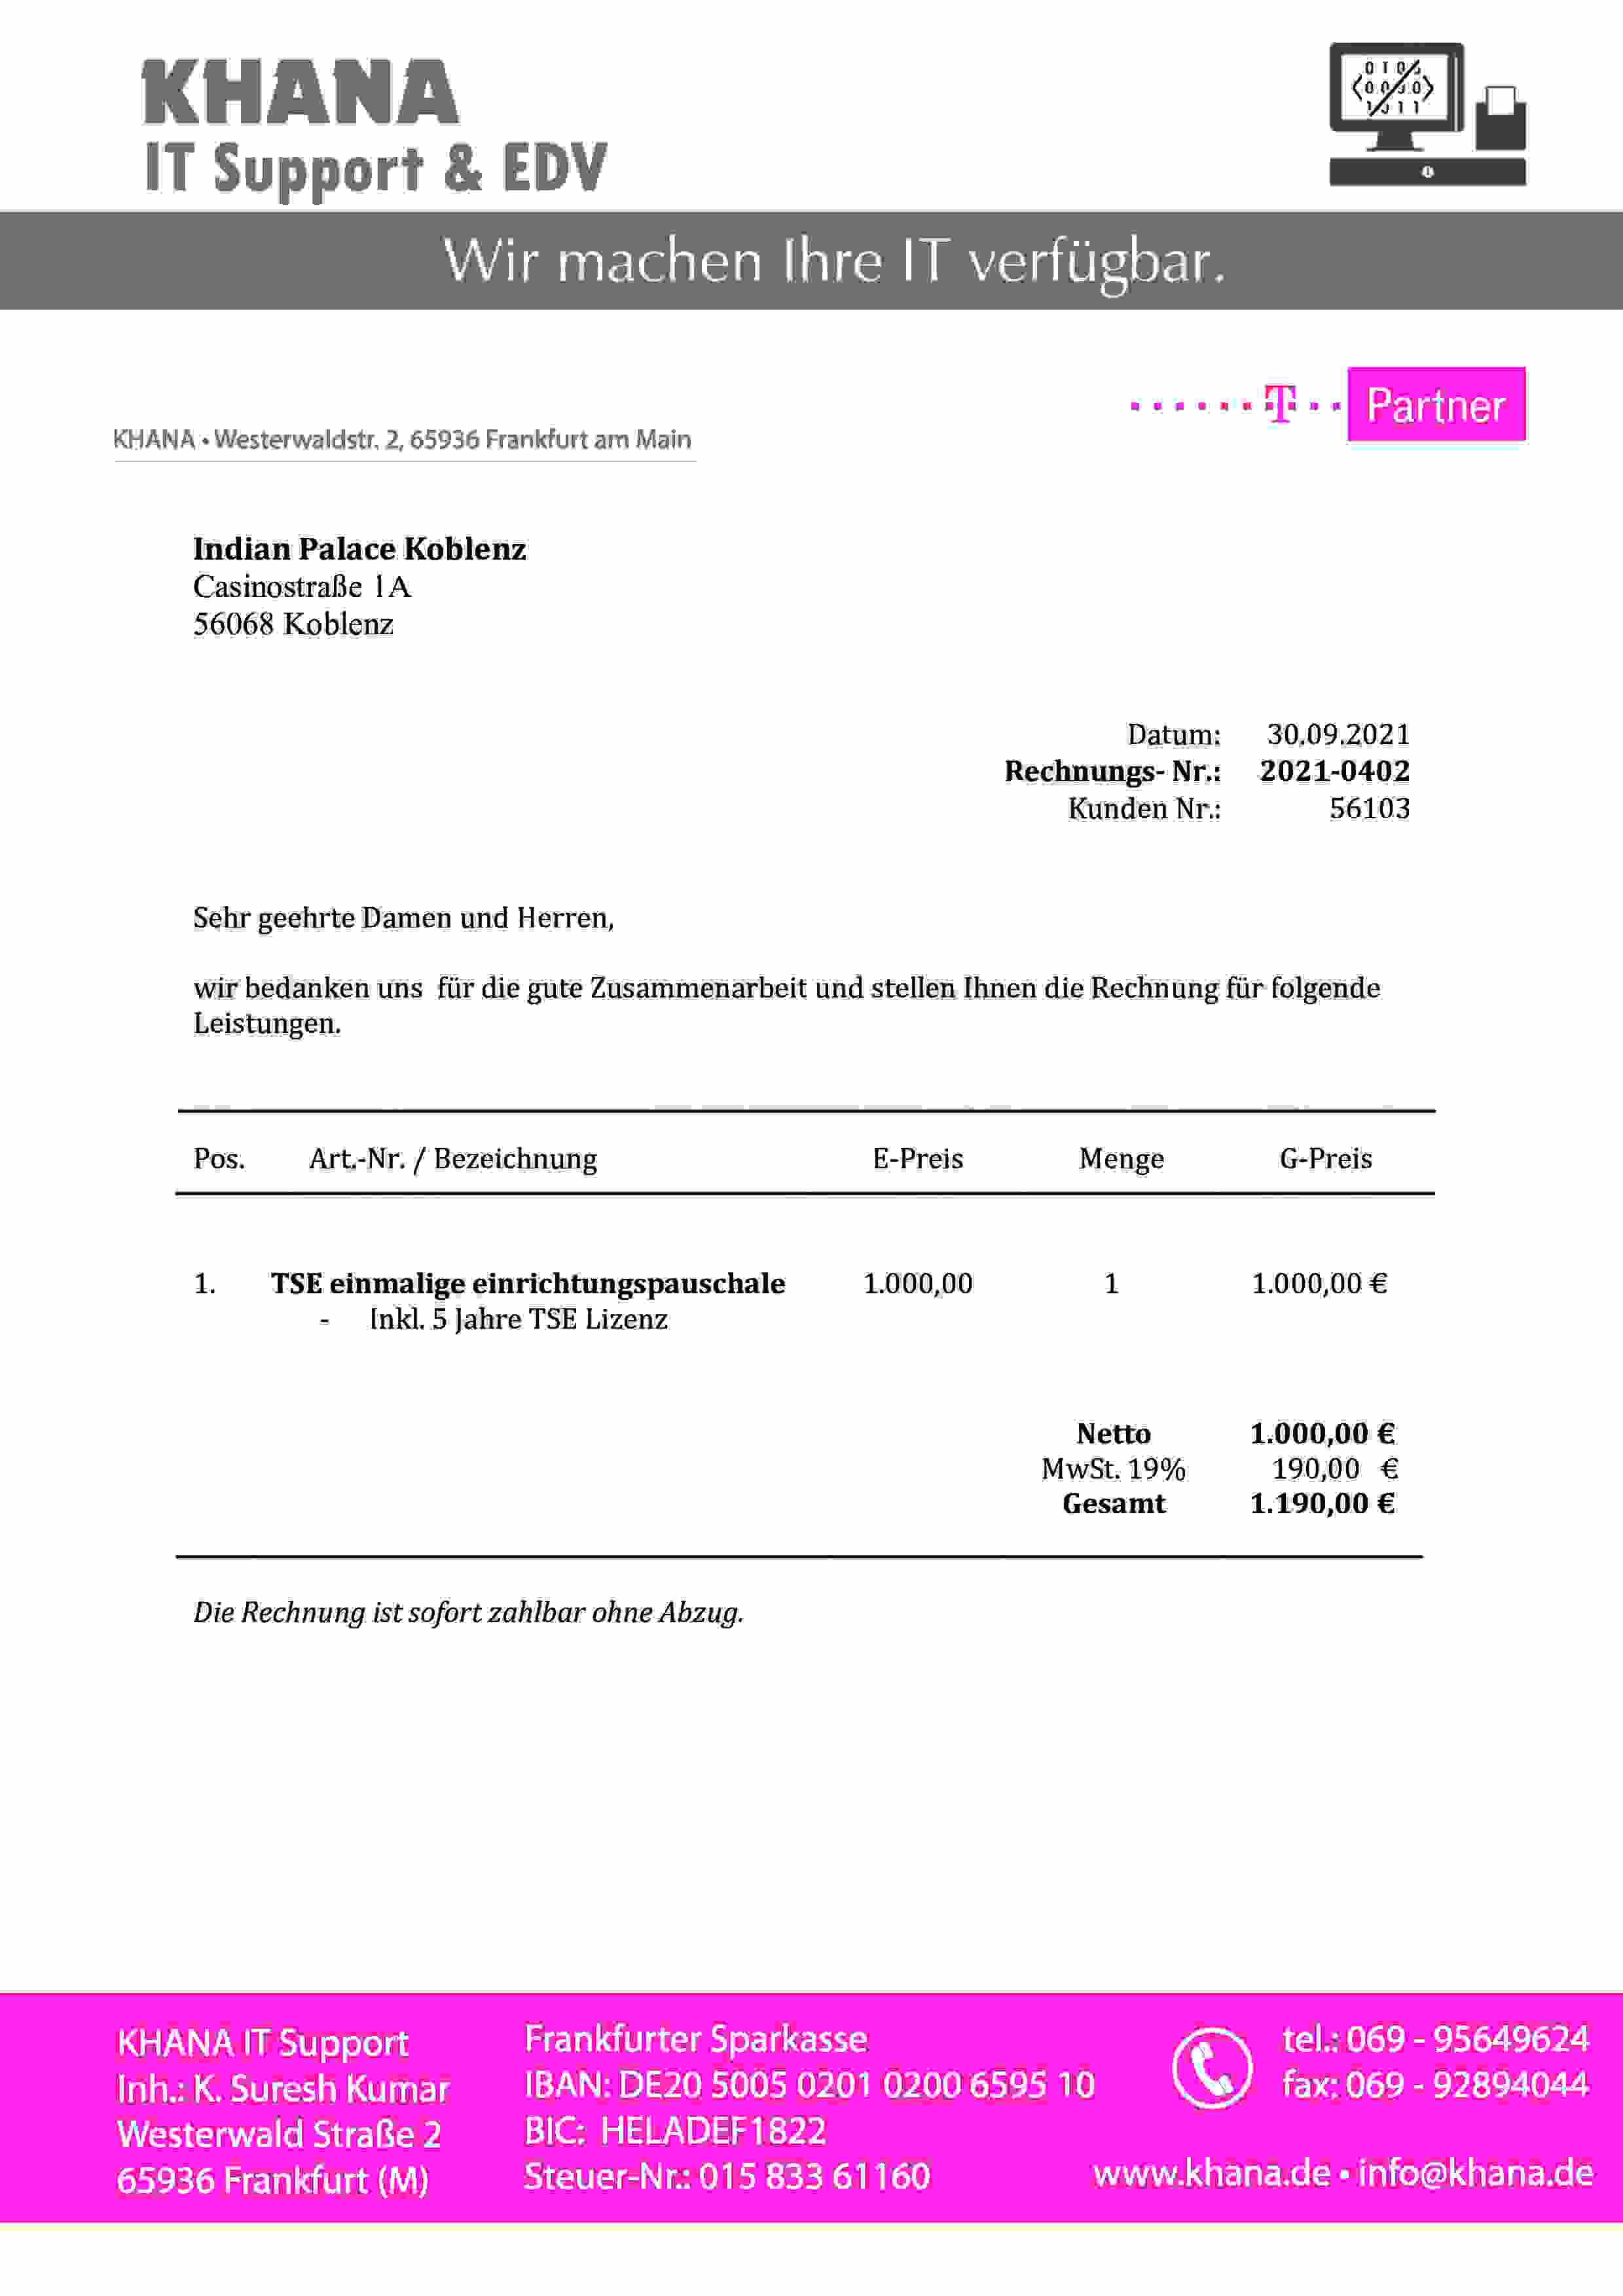 KHANA
IT Support & EDV
Wir machen Ihre IT verfügbar.
T Partner
KHANA • Westerwaldstr. 2, 65936 Frankfurt am Main
Indian Palace Koblenz
Casinostraße 1A
56068 Koblenz
Datum: 30.09.2021
Rechnungs- Nr.: 2021-0402
Kunden Nr.: 56103
Sehr geehrte Damen und Herren,
wir bedanken uns für die gute Zusammenarbeit und stellen Ihnen die Rechnung für folgende
Leistungen.
Pos. Art.-Nr. / Bezeichnung E-Preis Menge G-Preis
1. TSE einmalige einrichtungspauschale 1.000,00 1 1.000,00 €
- Inkl. 5 Jahre TSE Lizenz
Netto 1.000,00 €
MwSt. 19% 190,00 €
Gesamt 1.190,00 €
Die Rechnung ist sofort zahlbar ohne Abzug.
KHANA IT Support
Inh.: K. Suresh Kumar
Westerwald Straße 2
65936 Frankfurt (M)
Frankfurter Sparkasse
IBAN: DE20 5005 0201 0200 6595 10
BIC: HELADEF1822
Steuer-Nr.: 015 833 61160
tel.: 069 - 95649624
fax: 069 - 92894044
www.khana.de • info@khana.de